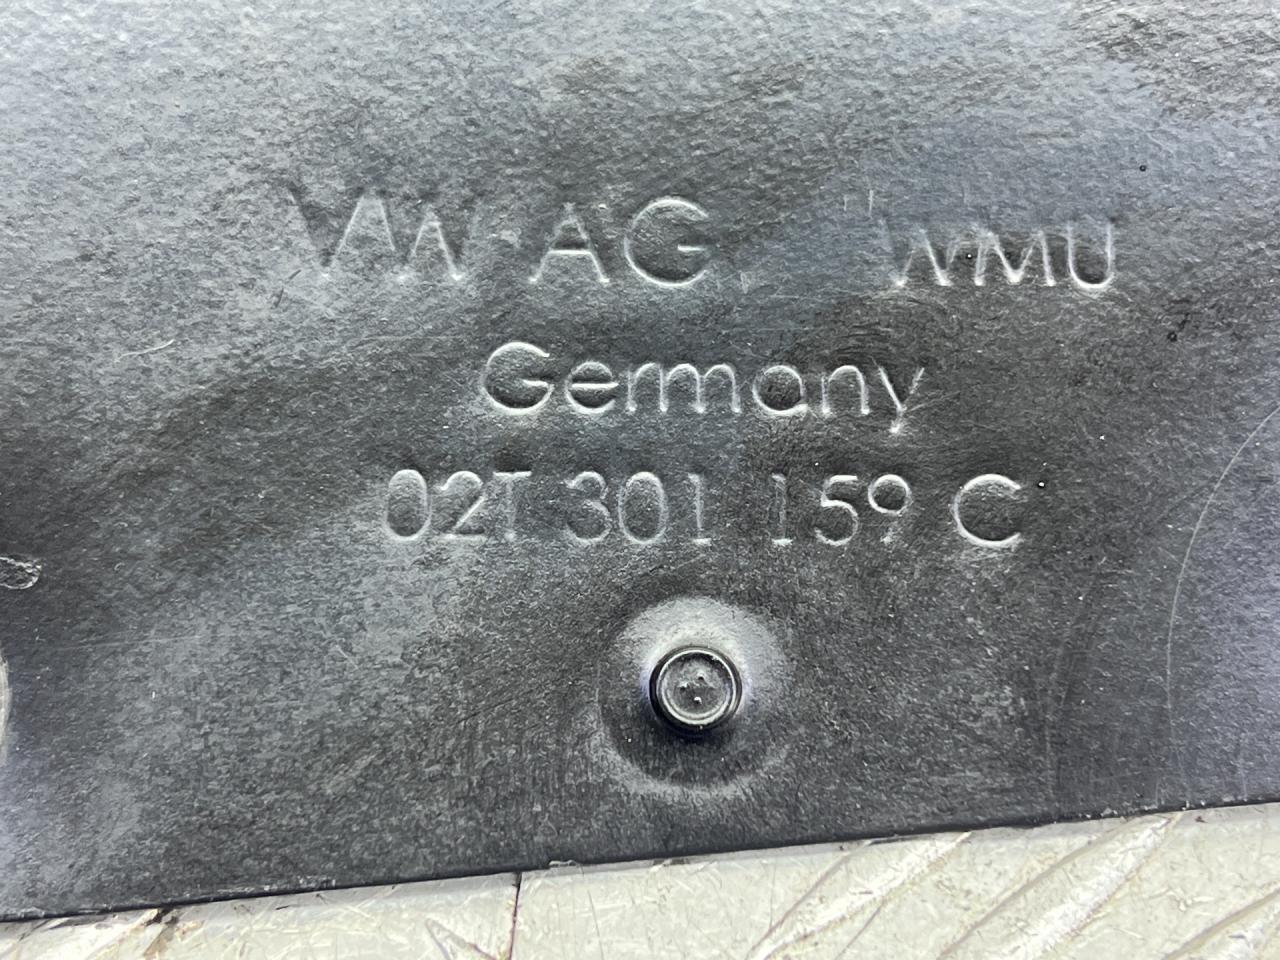 VW AG WMU
Germany
02T 301 159 C